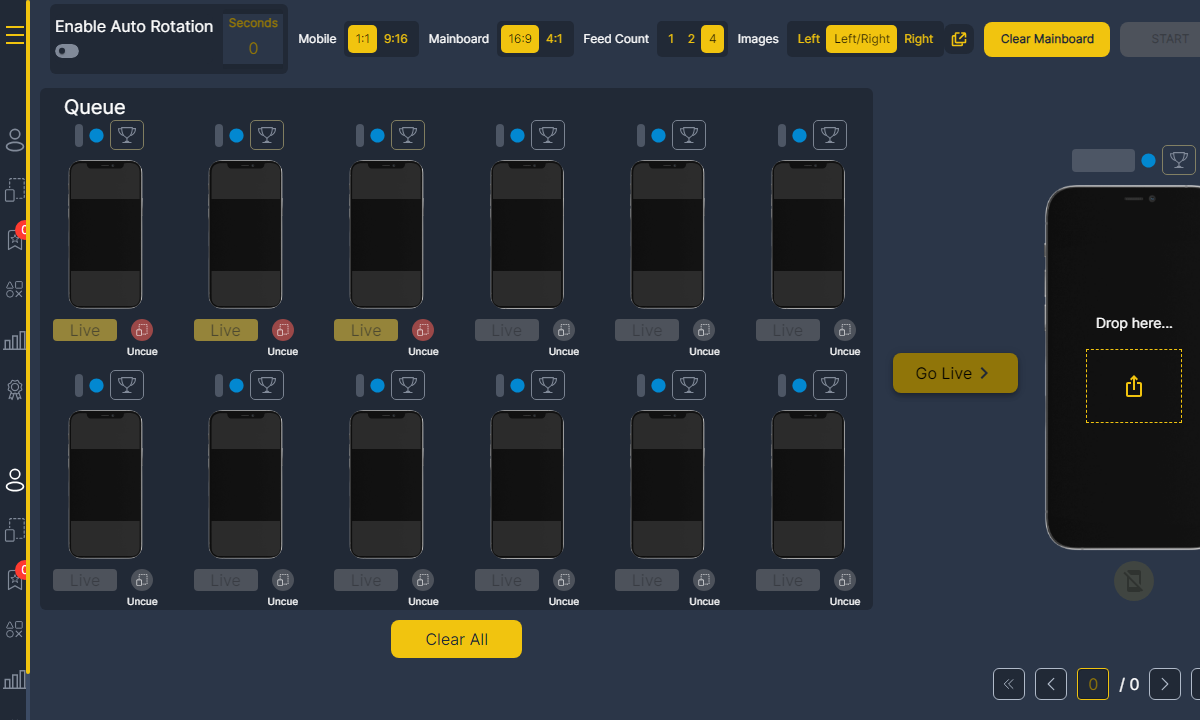 Enable Auto Rotation
Seconds
0
Mobile 1:1 9:16 Mainboard 16:9 4:1 Feed Count 1 2 4 Images Left Left/Right Right Clear Mainboard START
Queue
Live Live Live Live Live Live
Uncue Uncue Uncue Uncue Uncue Uncue
Live Live Live Live Live Live
Uncue Uncue Uncue Uncue Uncue Uncue
Clear All
Go Live
Drop here...
0 / 0